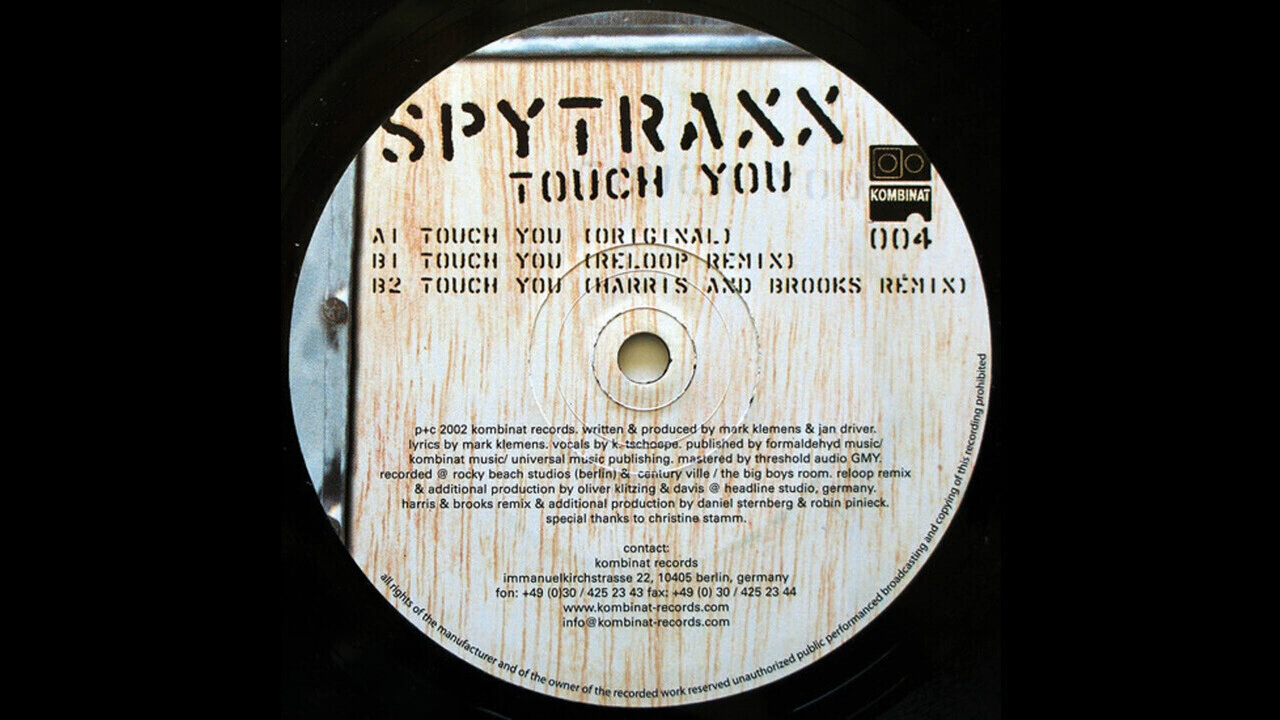 SPYTRAXX
TOUCH YOU
KOMBINAT
004
A1 TOUCH YOU (ORIGINAL)
B1 TOUCH YOU (RELOOP REMIX)
B2 TOUCH YOU (HARRIS AND BROOKS REMIX)
p+c 2002 kombinat records. written & produced by mark klemens & jan driver.
lyrics by mark klemens. vocals by k. tschoepe. published by formaldehyd music/
kombinat music/ universal music publishing. mastered by threshold audio GMY.
recorded @ rocky beach studios (berlin) & century ville / the big boys room. reloop remix
& additional production by oliver klitzing & davis @ headline studio, germany.
harris & brooks remix & additional production by daniel sternberg & robin pinieck.
special thanks to christine stamm.
contact:
kombinat records
immanuelkirchstrasse 22, 10405 berlin, germany
fon: +49 (0)30 / 425 23 43 fax: +49 (0) 30 / 425 23 44
www.kombinat-records.com
info@kombinat-records.com
all rights of the manufacturer and of the owner of the recorded work reserved unauthorized public performanced broadcasting and copying of this recording prohibited